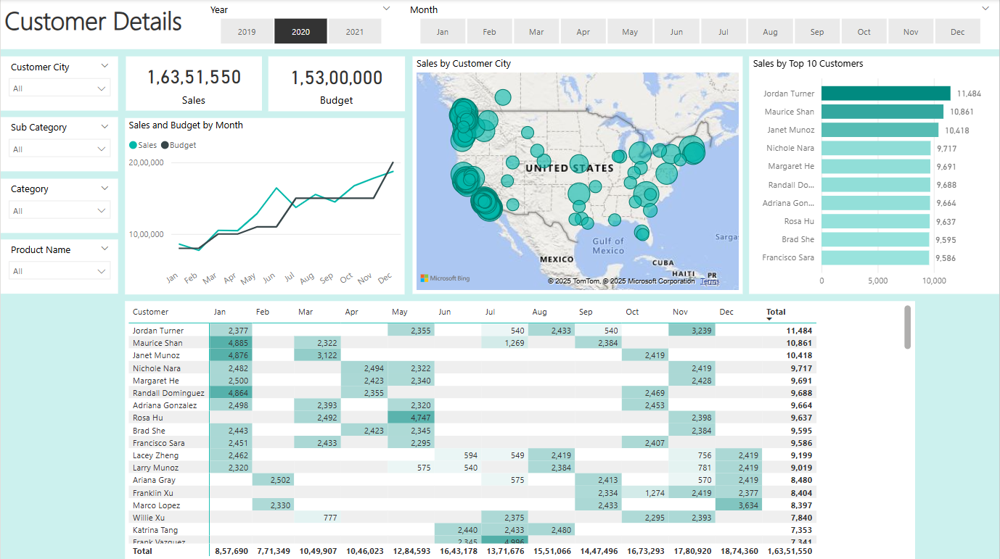 Customer Details
Year
2019 2020 2021
Month
Jan Feb Mar Apr May Jun Jul Aug Sep Oct Nov Dec
Customer City
All
Sub Category
All
Category
All
Product Name
All
1,63,51,550
Sales
1,53,00,000
Budget
Sales and Budget by Month
Sales Budget
20,00,000
10,00,000
Jan Feb Mar Apr May Jun Jul Aug Sep Oct Nov Dec
Sales by Customer City
UNITED STATES
Gulf of
Mexico
MEXICO
CUBA
HAITI
PR
Sargas
Microsoft Bing
© 2025 TomTom, © 2025 Microsoft Corporation Terms
Sales by Top 10 Customers
Jordan Turner 11,484
Maurice Shan 10,861
Janet Munoz 10,418
Nichole Nara 9,717
Margaret He 9,691
Randall Do... 9,688
Adriana Gon... 9,664
Rosa Hu 9,637
Brad She 9,595
Francisco Sara 9,586
0 5,000 10,000
Customer Jan Feb Mar Apr May Jun Jul Aug Sep Oct Nov Dec Total
Jordan Turner 2,377 2,355 540 2,433 540 3,239 11,484
Maurice Shan 4,885 2,322 1,269 2,384 10,861
Janet Munoz 4,876 3,122 2,419 10,418
Nichole Nara 2,482 2,494 2,322 2,419 9,717
Margaret He 2,500 2,423 2,340 2,428 9,691
Randall Dominguez 4,864 2,355 2,469 9,688
Adriana Gonzalez 2,498 2,393 2,320 2,453 9,664
Rosa Hu 2,492 4,747 2,398 9,637
Brad She 2,443 2,423 2,345 2,384 9,595
Francisco Sara 2,451 2,433 2,295 2,407 9,586
Lacey Zheng 2,462 594 549 2,419 756 2,419 9,199
Larry Munoz 2,320 575 540 2,384 781 2,419 9,019
Ariana Gray 2,502 575 2,413 570 2,419 8,480
Franklin Xu 2,334 1,274 2,419 2,377 8,404
Marco Lopez 2,330 2,433 3,634 8,397
Willie Xu 777 2,375 2,295 2,393 7,840
Katrina Tang 2,440 2,433 2,480 7,353
Frank Vazquez 2,345 4,996 7,341
Total 8,57,690 7,71,349 10,49,907 10,46,023 12,84,593 16,43,178 13,71,676 15,51,066 14,47,496 16,73,293 17,80,920 18,74,360 1,63,51,550